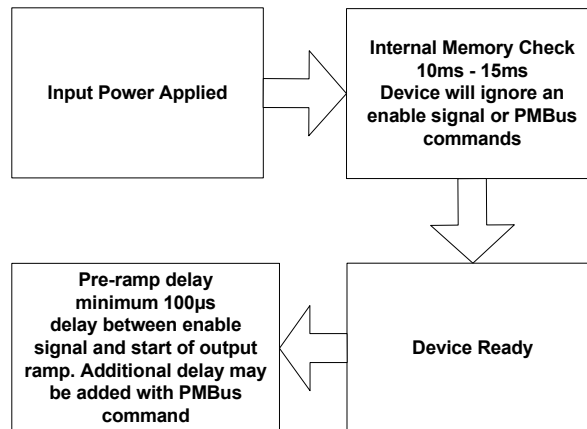 Input Power Applied
Internal Memory Check
10ms - 15ms
Device will ignore an
enable signal or PMBus
commands
Device Ready
Pre-ramp delay
minimum 100µs
delay between enable
signal and start of output
ramp. Additional delay may
be added with PMBus
command